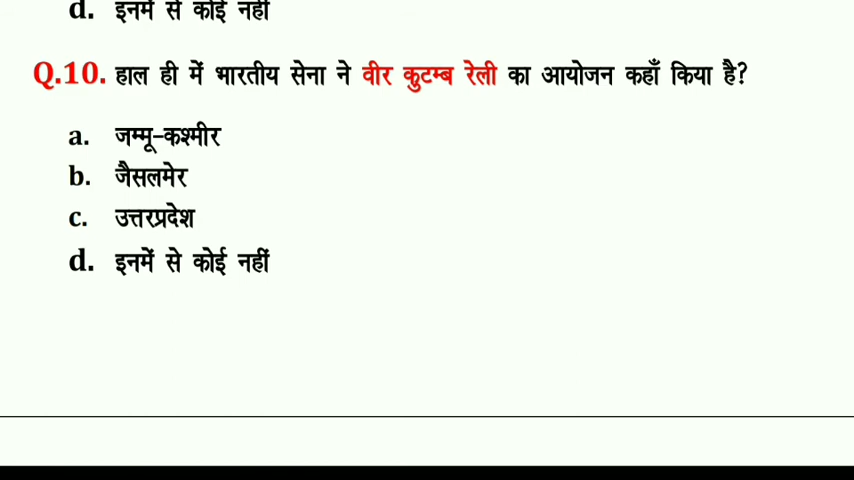 d. इनमें से कोई नहीं
Q.10. हाल ही में भारतीय सेना ने वीर कुटम्ब रेली का आयोजन कहाँ किया है?
a. जम्मू-कश्मीर
b. जैसलमेर
c. उत्तरप्रदेश
d. इनमें से कोई नहीं